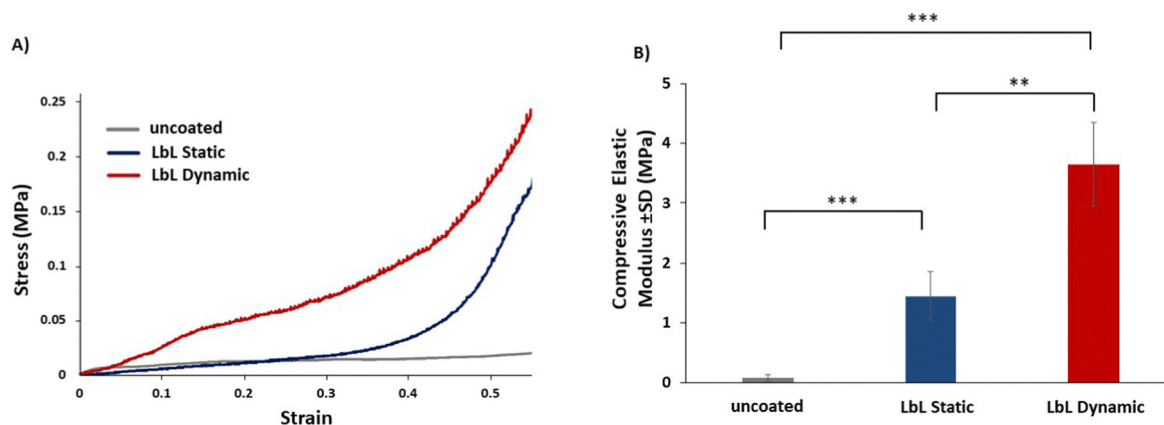 A)
0.25
0.2
0.15
0.1
0.05
0
Stress (MPa)
uncoated
LbL Static
LbL Dynamic
0 0.1 0.2 0.3 0.4 0.5
Strain
B)
***
**
***
5
4
3
2
1
0
Compressive Elastic
Modulus ±SD (MPa)
uncoated LbL Static LbL Dynamic